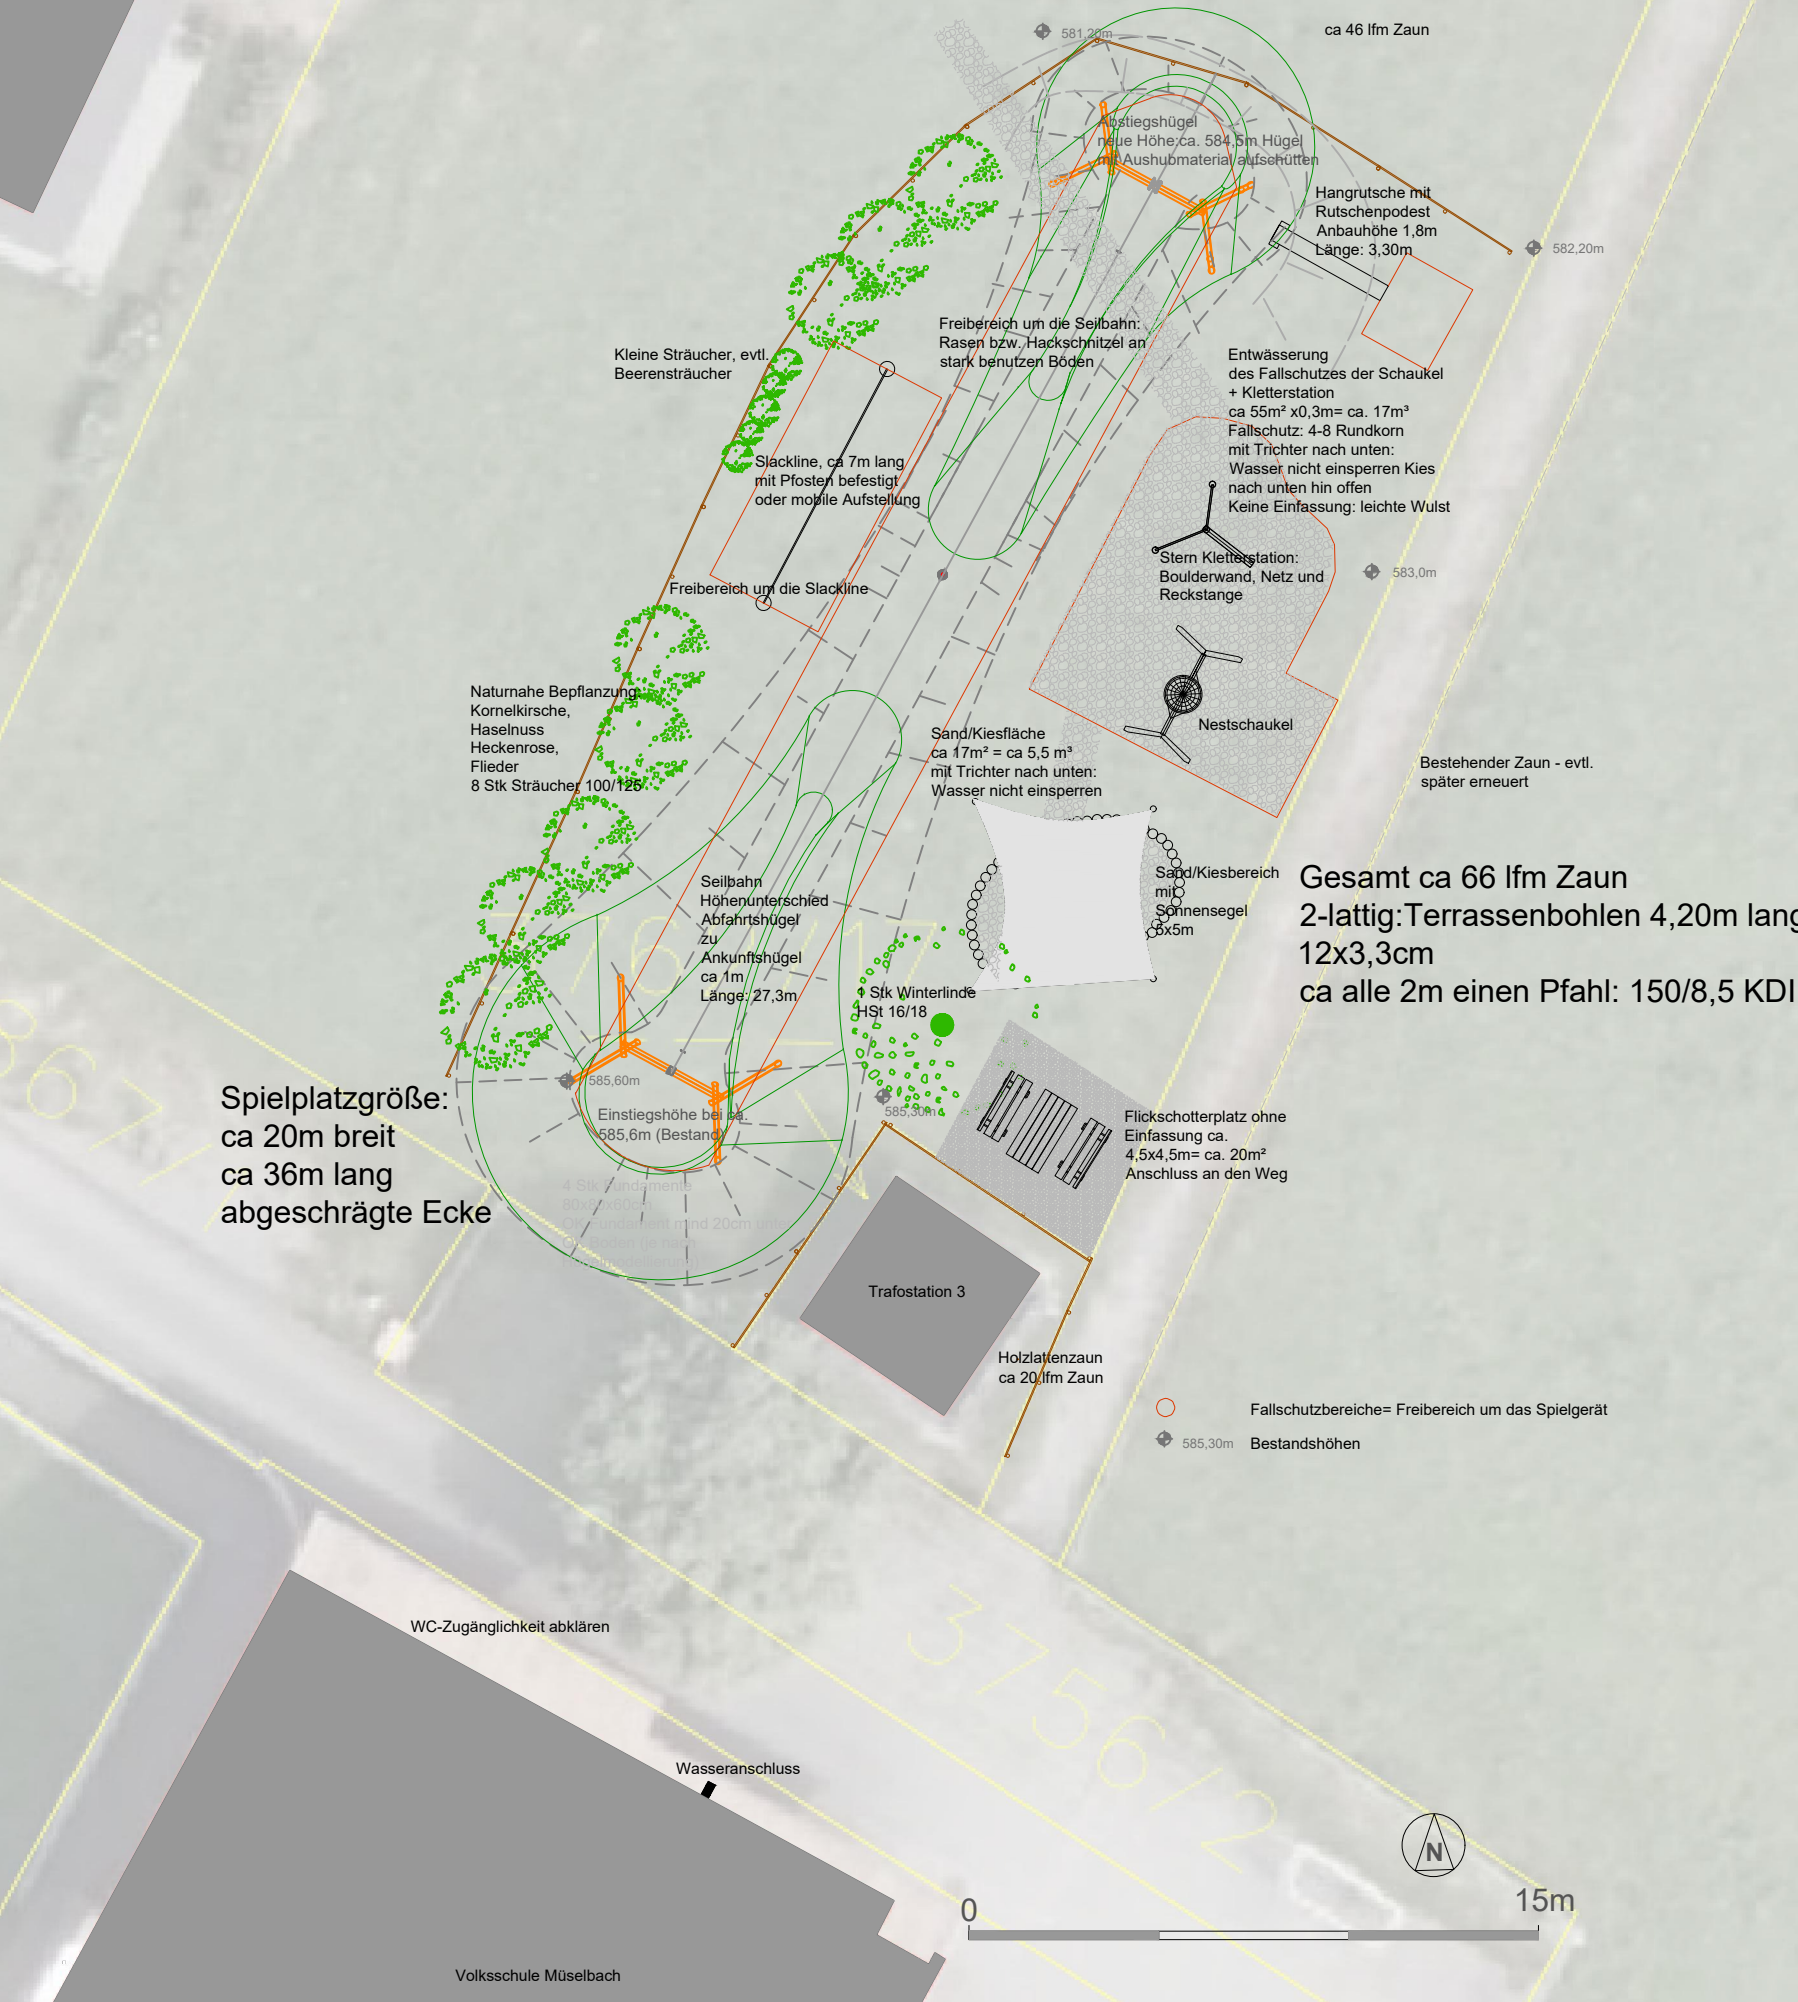 ca 46 lfm Zaun
581,20m
Abstiegshügel
neue Höhe:ca. 584,5m Hügel
mit Aushubmaterial aufschütten
Hangrutsche mit
Rutschenpodest
Anbauhöhe 1,8m
Länge: 3,30m
582,20m
Freibereich um die Seilbahn:
Rasen bzw. Hackschnitzel an
stark benutzen Böden
Kleine Sträucher, evtl.
Beerensträucher
Entwässerung
des Fallschutzes der Schaukel
+ Kletterstation
ca 55m² x0,3m= ca. 17m³
Fallschutz: 4-8 Rundkorn
mit Trichter nach unten:
Wasser nicht einsperren Kies
nach unten hin offen
Keine Einfassung: leichte Wulst
Slackline, ca 7m lang
mit Pfosten befestigt
oder mobile Aufstellung
Stern Kletterstation:
Boulderwand, Netz und
Reckstange
583,0m
Freibereich um die Slackline
Naturnahe Bepflanzung:
Kornelkirsche,
Haselnuss
Heckenrose,
Flieder
8 Stk Sträucher 100/125
Nestschaukel
Sand/Kiesfläche
ca 17m² = ca 5,5 m³
mit Trichter nach unten:
Wasser nicht einsperren
Bestehender Zaun - evtl.
später erneuert
Seilbahn
Höhenunterschied
Abfahrtshügel
zu
Ankunftshügel
ca 1m
Länge: 27,3m
Sand/Kiesbereich
mit
Sonnensegel
5x5m
Gesamt ca 66 lfm Zaun
2-lattig:Terrassenbohlen 4,20m lang
12x3,3cm
ca alle 2m einen Pfahl: 150/8,5 KDI
1 Stk Winterlinde
HSt 16/18
585,60m
585,30m
Spielplatzgröße:
ca 20m breit
ca 36m lang
abgeschrägte Ecke
Einstiegshöhe bei ca.
585,6m (Bestand)
Flickschotterplatz ohne
Einfassung ca.
4,5x4,5m= ca. 20m²
Anschluss an den Weg
4 Stk Fundamente
80x80x60cm
OK Fundament mind 20cm unter
OK Boden (je nach
Trafostation 3
Holzlattenzaun
ca 20 lfm Zaun
Fallschutzbereiche= Freibereich um das Spielgerät
585,30m
Bestandshöhen
WC-Zugänglichkeit abklären
3756/2
Wasseranschluss
N
0
15m
Volksschule Müselbach